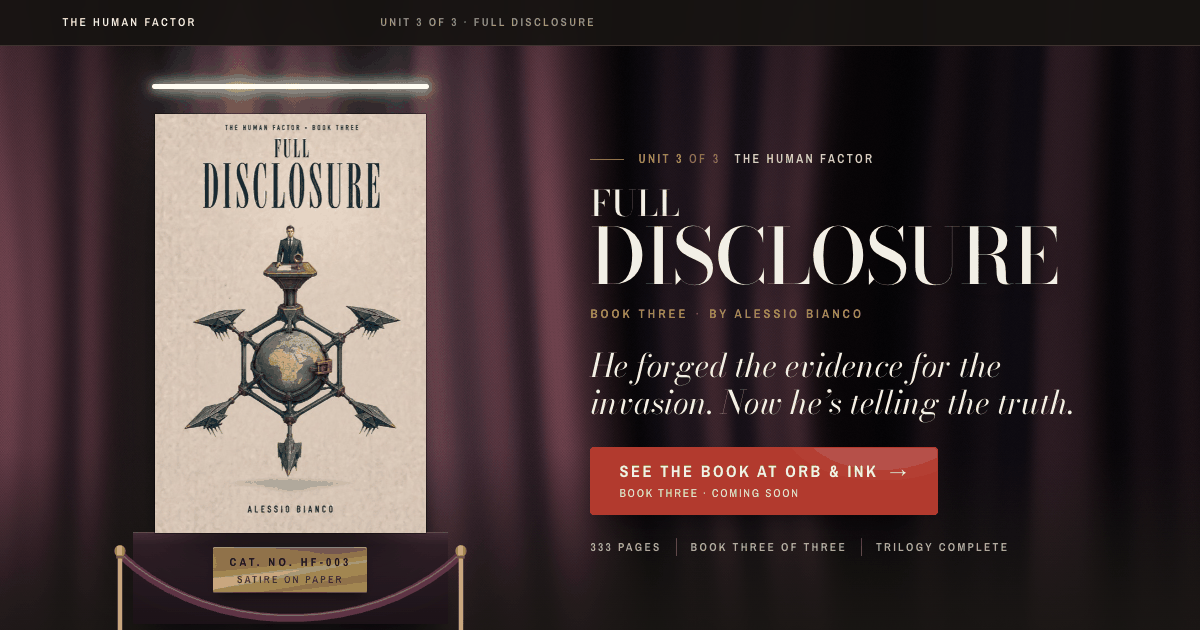 THE HUMAN FACTOR
UNIT 3 OF 3 · FULL DISCLOSURE
THE HUMAN FACTOR • BOOK THREE
FULL
DISCLOSURE
ALESSIO BIANCO
CAT. NO. HF-003
SATIRE ON PAPER
UNIT 3 OF 3 THE HUMAN FACTOR
FULL
DISCLOSURE
BOOK THREE · BY ALESSIO BIANCO
He forged the evidence for the
invasion. Now he’s telling the truth.
SEE THE BOOK AT ORB & INK →
BOOK THREE · COMING SOON
333 PAGES | BOOK THREE OF THREE | TRILOGY COMPLETE